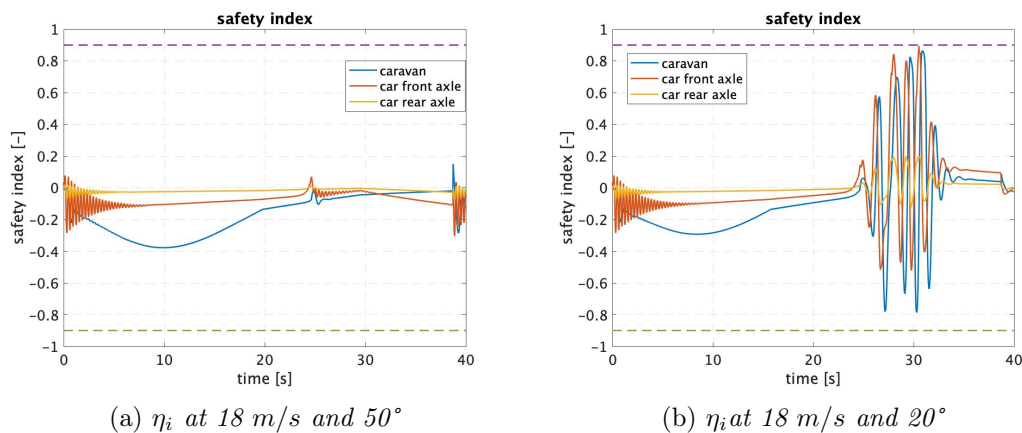 safety index
1
0.8
0.6
0.4
0.2
0
-0.2
-0.4
-0.6
-0.8
-1
safety index [-]
caravan
car front axle
car rear axle
0 10 20 30 40
time [s]
(a) ηᵢ at 18 m/s and 50°
safety index
1
0.8
0.6
0.4
0.2
0
-0.2
-0.4
-0.6
-0.8
-1
safety index [-]
caravan
car front axle
car rear axle
0 10 20 30 40
time [s]
(b) ηᵢat 18 m/s and 20°